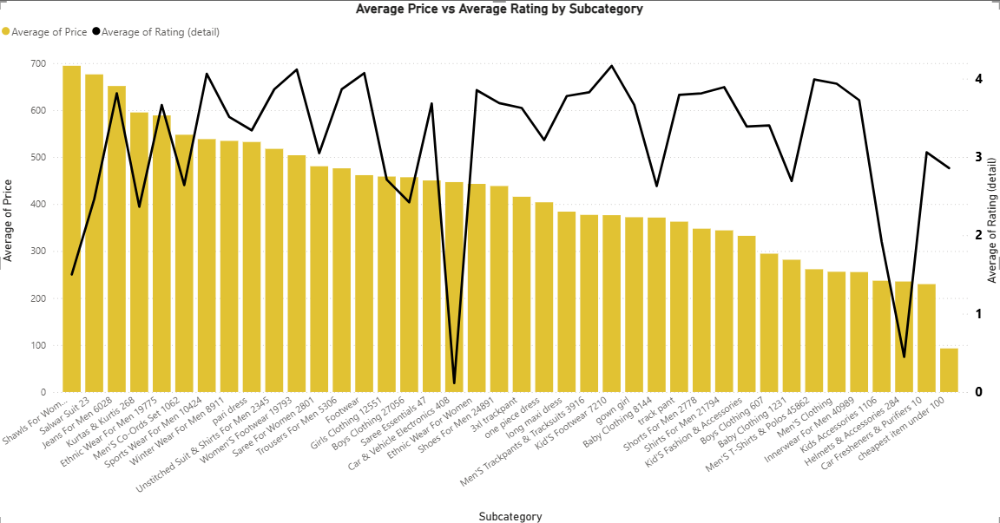 Average Price vs Average Rating by Subcategory
Average of Price Average of Rating (detail)
700
600
500
400
300
200
100
0
Average of Price
4
3
2
1
0
Average of Rating (detail)
Shawls For Wom...
Salwar Suit 23
Jeans For Men 6028
Kurtas & Kurtis 268
Ethnic Wear For Men 19775
Men'S Co-Ords Set 1062
Sports Wear For Men 10424
Winter Wear For Men 8911
pari dress
Unstitched Suit & Shirts For Men 2345
Women'S Footwear 19793
Saree For Women 2801
Trousers For Men 5306
Footwear
Girls Clothing 12551
Boys Clothing 27056
Saree Essentials 47
Car & Vehicle Electronics 408
Ethnic Wear For Women
Shoes For Men 24891
3xl trackpant
one piece dress
long maxi dress
Men'S Trackpants & Tracksuits 3916
Kid'S Footwear 7210
gown girl
Baby Clothing 8144
track pant
Shorts For Men 2778
Shirts For Men 21794
Kid'S Fashion & Accessories
Boys Clothing 607
Baby Clothing 1231
Men'S T-Shirts & Polos 45862
Men'S Clothing
Innerwear For Men 40989
Kids Accessories 1106
Helmets & Accessories 284
Car Fresheners & Purifiers 10
cheapest item under 100
Subcategory